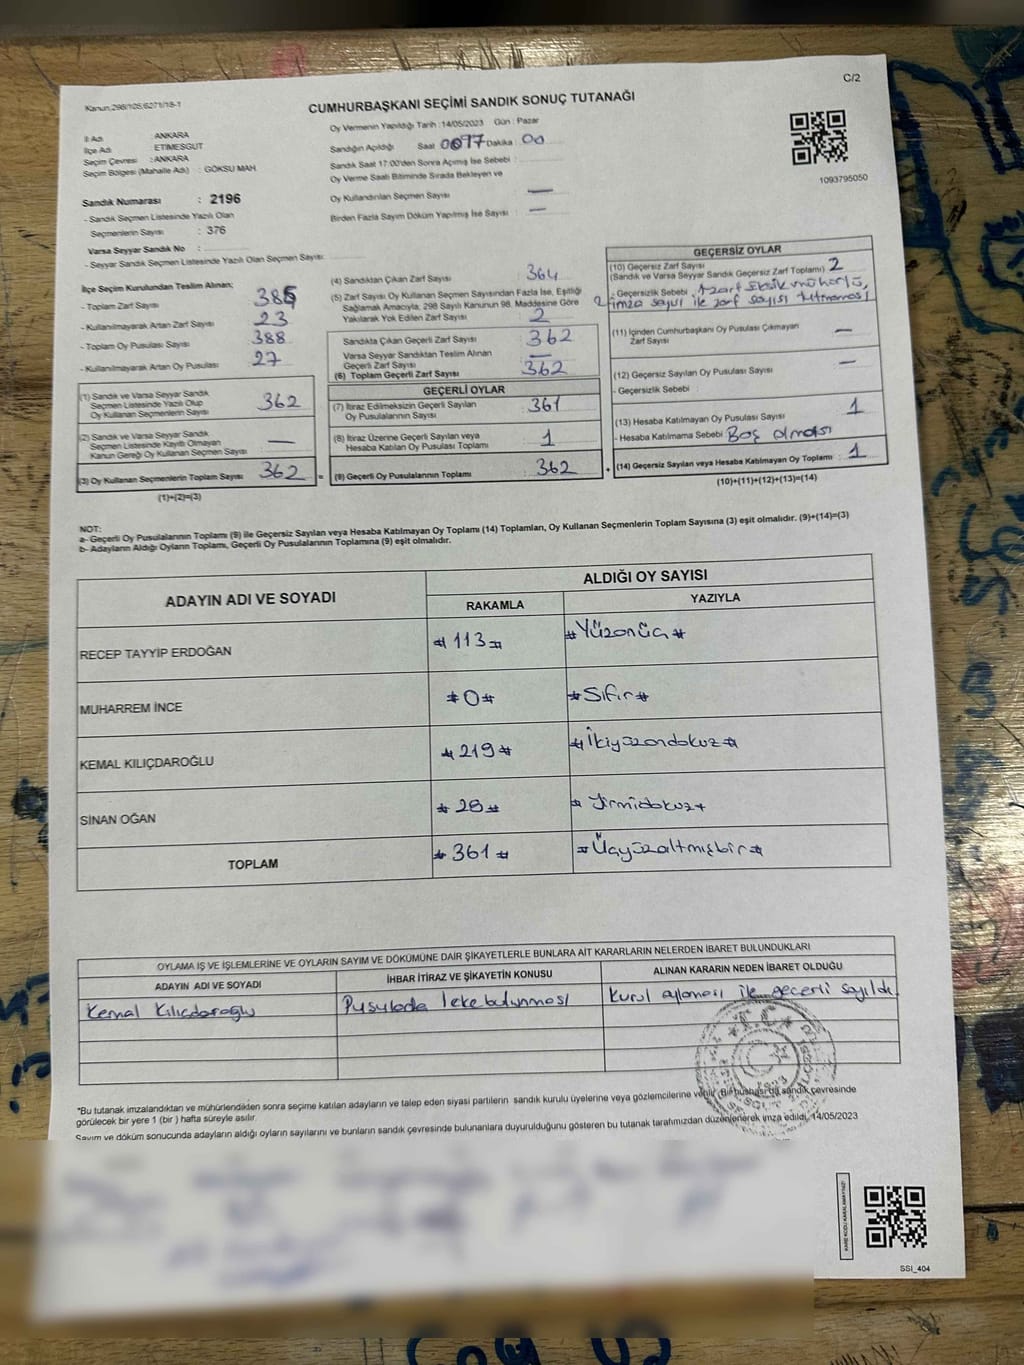 C/2
Kanun:298/105,6271/18-1
CUMHURBAŞKANI SEÇİMİ SANDIK SONUÇ TUTANAĞI
İl Adı : ANKARA
İlçe Adı : ETIMESGUT
Seçim Çevresi : ANKARA
Seçim Bölgesi (Mahalle Adı) : GÖKSU MAH
Sandık Numarası : 2196
- Sandık Seçmen Listesinde Yazılı Olan
Seçmenlerin Sayısı : 376
Varsa Seyyar Sandık No :
- Seyyar Sandık Seçmen Listesinde Yazılı Olan Seçmen Sayısı:
Oy Vermenin Yapıldığı Tarih : 14/05/2023 Gün : Pazar
Sandığın Açıldığı Saat Dakika : 00
Sandık Saat 17:00'den Sonra Açılmış İse Sebebi :
Oy Verme Saati Bitiminde Sırada Bekleyen ve
Oy Kullandırılan Seçmen Sayısı : —
Birden Fazla Sayım Döküm Yapılmış İse Sayısı : —
1093795050
İlçe Seçim Kurulundan Teslim Alınan;
- Toplam Zarf Sayısı : 385
- Kullanılmayarak Artan Zarf Sayısı : 23
- Toplam Oy Pusulası Sayısı : 388
- Kullanılmayarak Artan Oy Pusulası : 27
(1) Sandık ve Varsa Seyyar Sandık
Seçmen Listesinde Yazılı Olup
Oy Kullanan Seçmenlerin Sayısı : 362
(2) Sandık ve Varsa Seyyar Sandık
Seçmen Listesinde Kayıtlı Olmayan
Kanun Gereği Oy Kullanan Seçmen Sayısı : —
(3) Oy Kullanan Seçmenlerin Toplam Sayısı : 362 =
(1)+(2)=(3)
(4) Sandıktan Çıkan Zarf Sayısı : 364
(5) Zarf Sayısı Oy Kullanan Seçmen Sayısından Fazla İse, Eşitliği
Sağlamak Amacıyla, 298 Sayılı Kanunun 98. Maddesine Göre
Yakılarak Yok Edilen Zarf Sayısı : 2
Sandıkta Çıkan Geçerli Zarf Sayısı : 362
Varsa Seyyar Sandıktan Teslim Alınan
Geçerli Zarf Sayısı : —
(6) Toplam Geçerli Zarf Sayısı : 362
GEÇERLİ OYLAR
(7) İtiraz Edilmeksizin Geçerli Sayılan
Oy Pusulalarının Sayısı : 361
(8) İtiraz Üzerine Geçerli Sayılan veya
Hesaba Katılan Oy Pusulası Toplamı : 1
(9) Geçerli Oy Pusulalarının Toplamı : 362 +
GEÇERSİZ OYLAR
(10) Geçersiz Zarf Sayısı
(Sandık ve Varsa Seyyar Sandık Geçersiz Zarf Toplamı) 2
- Geçersizlik Sebebi :
imza sayısı ile zarf sayısı tutmaması
(11) İçinden Cumhurbaşkanı Oy Pusulası Çıkmayan
Zarf Sayısı : —
(12) Geçersiz Sayılan Oy Pusulası Sayısı : —
- Geçersizlik Sebebi :
(13) Hesaba Katılmayan Oy Pusulası Sayısı : 1
- Hesaba Katılmama Sebebi : Boş olması
(14) Geçersiz Sayılan veya Hesaba Katılmayan Oy Toplamı : 1
(10)+(11)+(12)+(13)=(14)
NOT:
a- Geçerli Oy Pusulalarının Toplamı (9) ile Geçersiz Sayılan veya Hesaba Katılmayan Oy Toplamı (14) Toplamları, Oy Kullanan Seçmenlerin Toplam Sayısına (3) eşit olmalıdır. (9)+(14)=(3)
b- Adayların Aldığı Oyların Toplamı, Geçerli Oy Pusulalarının Toplamına (9) eşit olmalıdır.
ADAYIN ADI VE SOYADI
ALDIĞI OY SAYISI
RAKAMLA YAZIYLA
RECEP TAYYIP ERDOĞAN #113# #Yüzonüç#
MUHARREM İNCE #0# #Sıfır#
KEMAL KILIÇDAROĞLU #219# #İkiyüzondokuz#
SİNAN OĞAN #29# #Yirmidokuz#
TOPLAM #361# #Üçyüzaltmışbir#
OYLAMA İŞ VE İŞLEMLERİNE VE OYLARIN SAYIM VE DÖKÜMÜNE DAİR ŞİKAYETLERLE BUNLARA AİT KARARLARIN NELERDEN İBARET BULUNDUKLARI
ADAYIN ADI VE SOYADI İHBAR İTİRAZ VE ŞİKAYETİN KONUSU ALINAN KARARIN NEDEN İBARET OLDUĞU
Kemal Kılıçdaroğlu Pusulada leke bulunması Kurul oylaması ile geçerli sayıldı
T.C.
*Bu tutanak imzalandıktan ve mühürlendikten sonra seçime katılan adayların ve talep eden siyasi partilerin sandık kurulu üyelerine veya gözlemcilerine verilir. Bir nüshası da sandık çevresinde
görülecek bir yere 1 (bir) hafta süreyle asılır.
Sayım ve döküm sonucunda adayların aldığı oyların sayılarını ve bunların sandık çevresinde bulunanlara duyurulduğunu gösteren bu tutanak tarafımızdan düzenlenerek imza edildi. 14/05/2023
KARE KODU KARALAMAYINIZ!
SSI_404